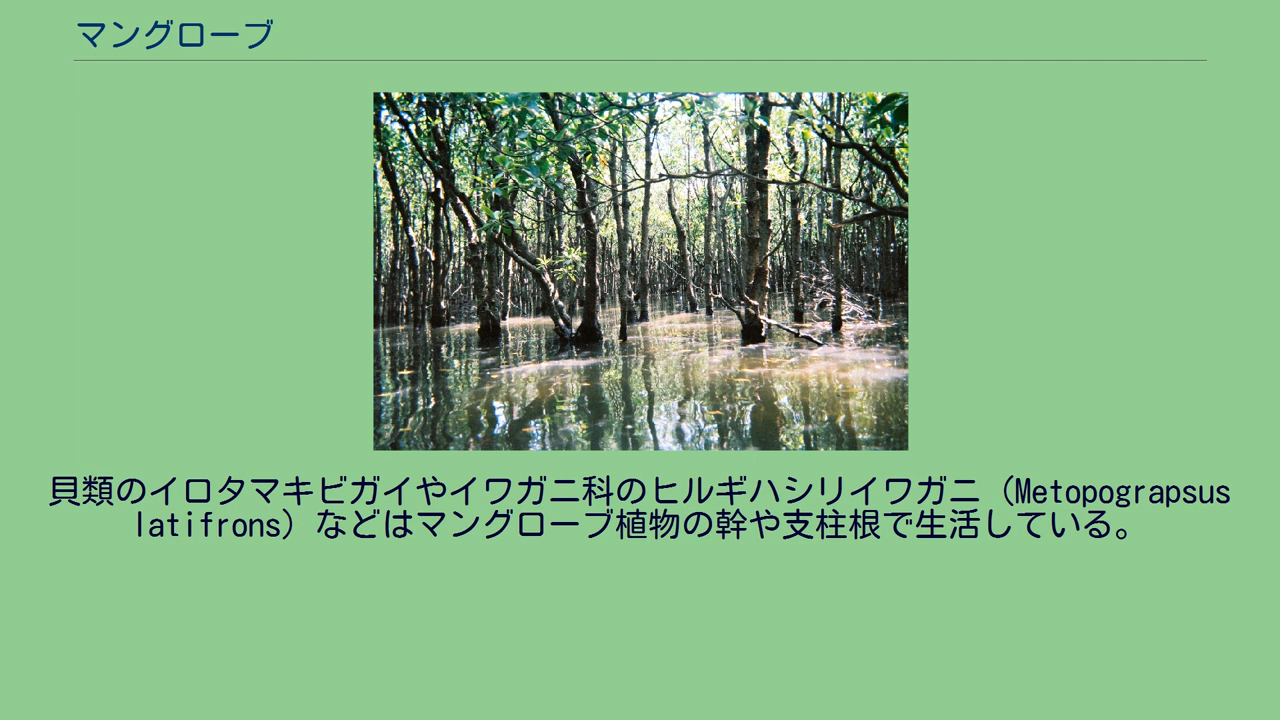 マングローブ
貝類のイロタマキビガイやイワガニ科のヒルギハシリイワガニ（Metopograpsus
latifrons）などはマングローブ植物の幹や支柱根で生活している。